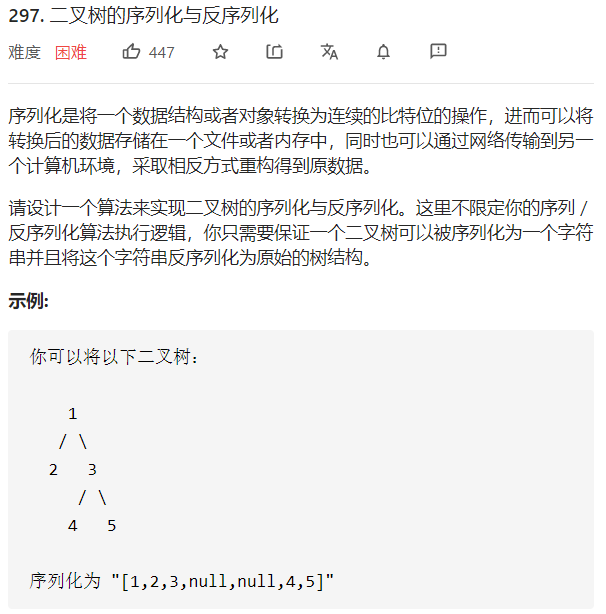 297. 二叉树的序列化与反序列化
难度 困难 447
序列化是将一个数据结构或者对象转换为连续的比特位的操作，进而可以将
转换后的数据存储在一个文件或者内存中，同时也可以通过网络传输到另一
个计算机环境，采取相反方式重构得到原数据。
请设计一个算法来实现二叉树的序列化与反序列化。这里不限定你的序列 /
反序列化算法执行逻辑，你只需要保证一个二叉树可以被序列化为一个字符
串并且将这个字符串反序列化为原始的树结构。
示例:
你可以将以下二叉树：
1
/ \
2 3
/ \
4 5
序列化为 "[1,2,3,null,null,4,5]"